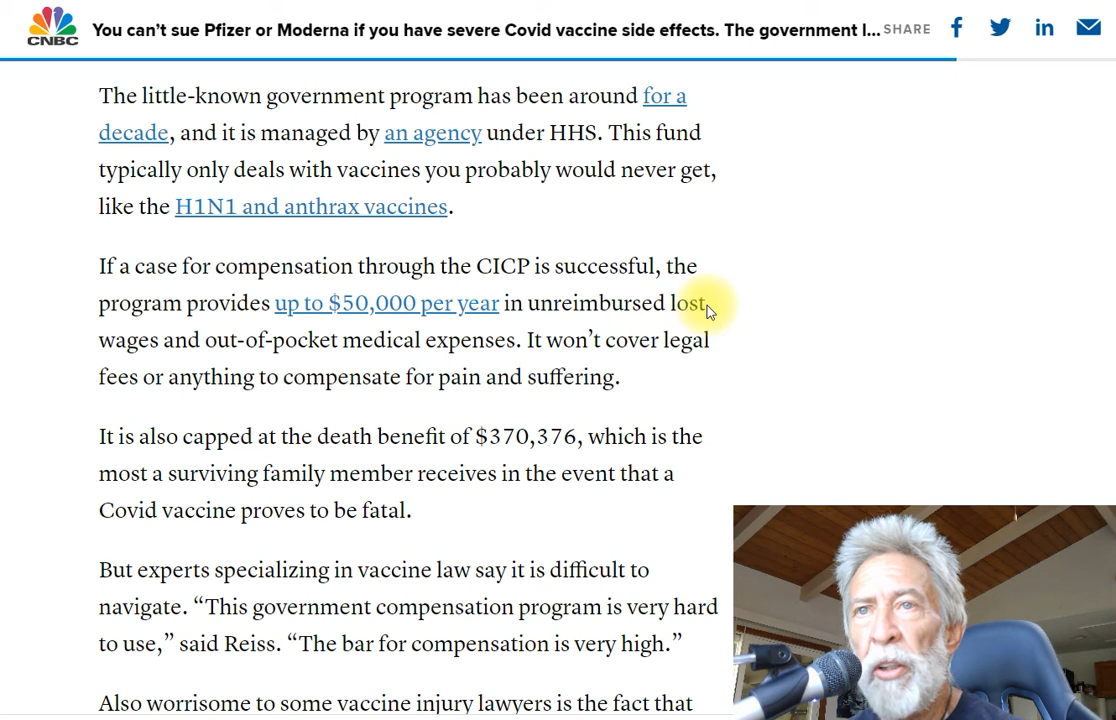 CNBC
You can’t sue Pfizer or Moderna if you have severe Covid vaccine side effects. The government l...
SHARE
The little-known government program has been around for a
decade, and it is managed by an agency under HHS. This fund
typically only deals with vaccines you probably would never get,
like the H1N1 and anthrax vaccines.
If a case for compensation through the CICP is successful, the
program provides up to $50,000 per year in unreimbursed lost
wages and out-of-pocket medical expenses. It won’t cover legal
fees or anything to compensate for pain and suffering.
It is also capped at the death benefit of $370,376, which is the
most a surviving family member receives in the event that a
Covid vaccine proves to be fatal.
But experts specializing in vaccine law say it is difficult to
navigate. “This government compensation program is very hard
to use,” said Reiss. “The bar for compensation is very high.”
Also worrisome to some vaccine injury lawyers is the fact that